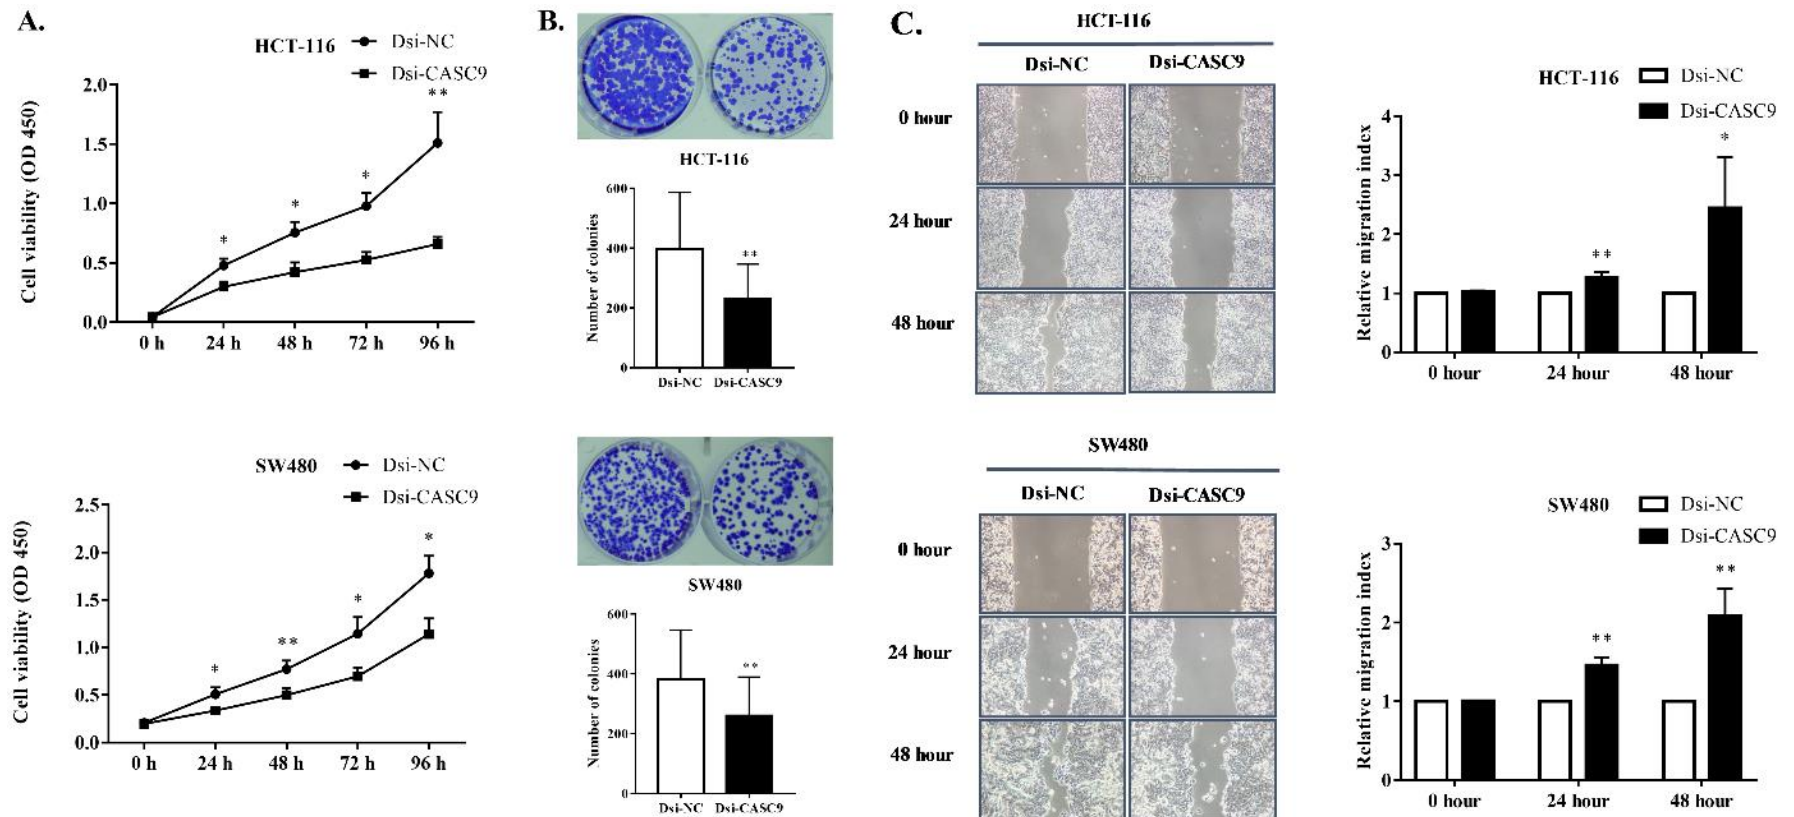 A.
HCT-116
Dsi-NC
Dsi-CASC9
Cell viability (OD 450)
2.0
1.5
1.0
0.5
0.0
**
*
*
*
0 h 24 h 48 h 72 h 96 h
SW480
Dsi-NC
Dsi-CASC9
Cell viability (OD 450)
2.5
2.0
1.5
1.0
0.5
0.0
*
*
**
*
0 h 24 h 48 h 72 h 96 h
B.
HCT-116
Number of colonies
600
400
200
0
**
Dsi-NC Dsi-CASC9
SW480
Number of colonies
600
400
200
0
**
Dsi-NC Dsi-CASC9
C.
HCT-116
Dsi-NC Dsi-CASC9
0 hour
24 hour
48 hour
HCT-116
Dsi-NC
Dsi-CASC9
Relative migration index
4
3
2
1
0
*
**
0 hour 24 hour 48 hour
SW480
Dsi-NC Dsi-CASC9
0 hour
24 hour
48 hour
SW480
Dsi-NC
Dsi-CASC9
Relative migration index
3
2
1
0
**
**
0 hour 24 hour 48 hour